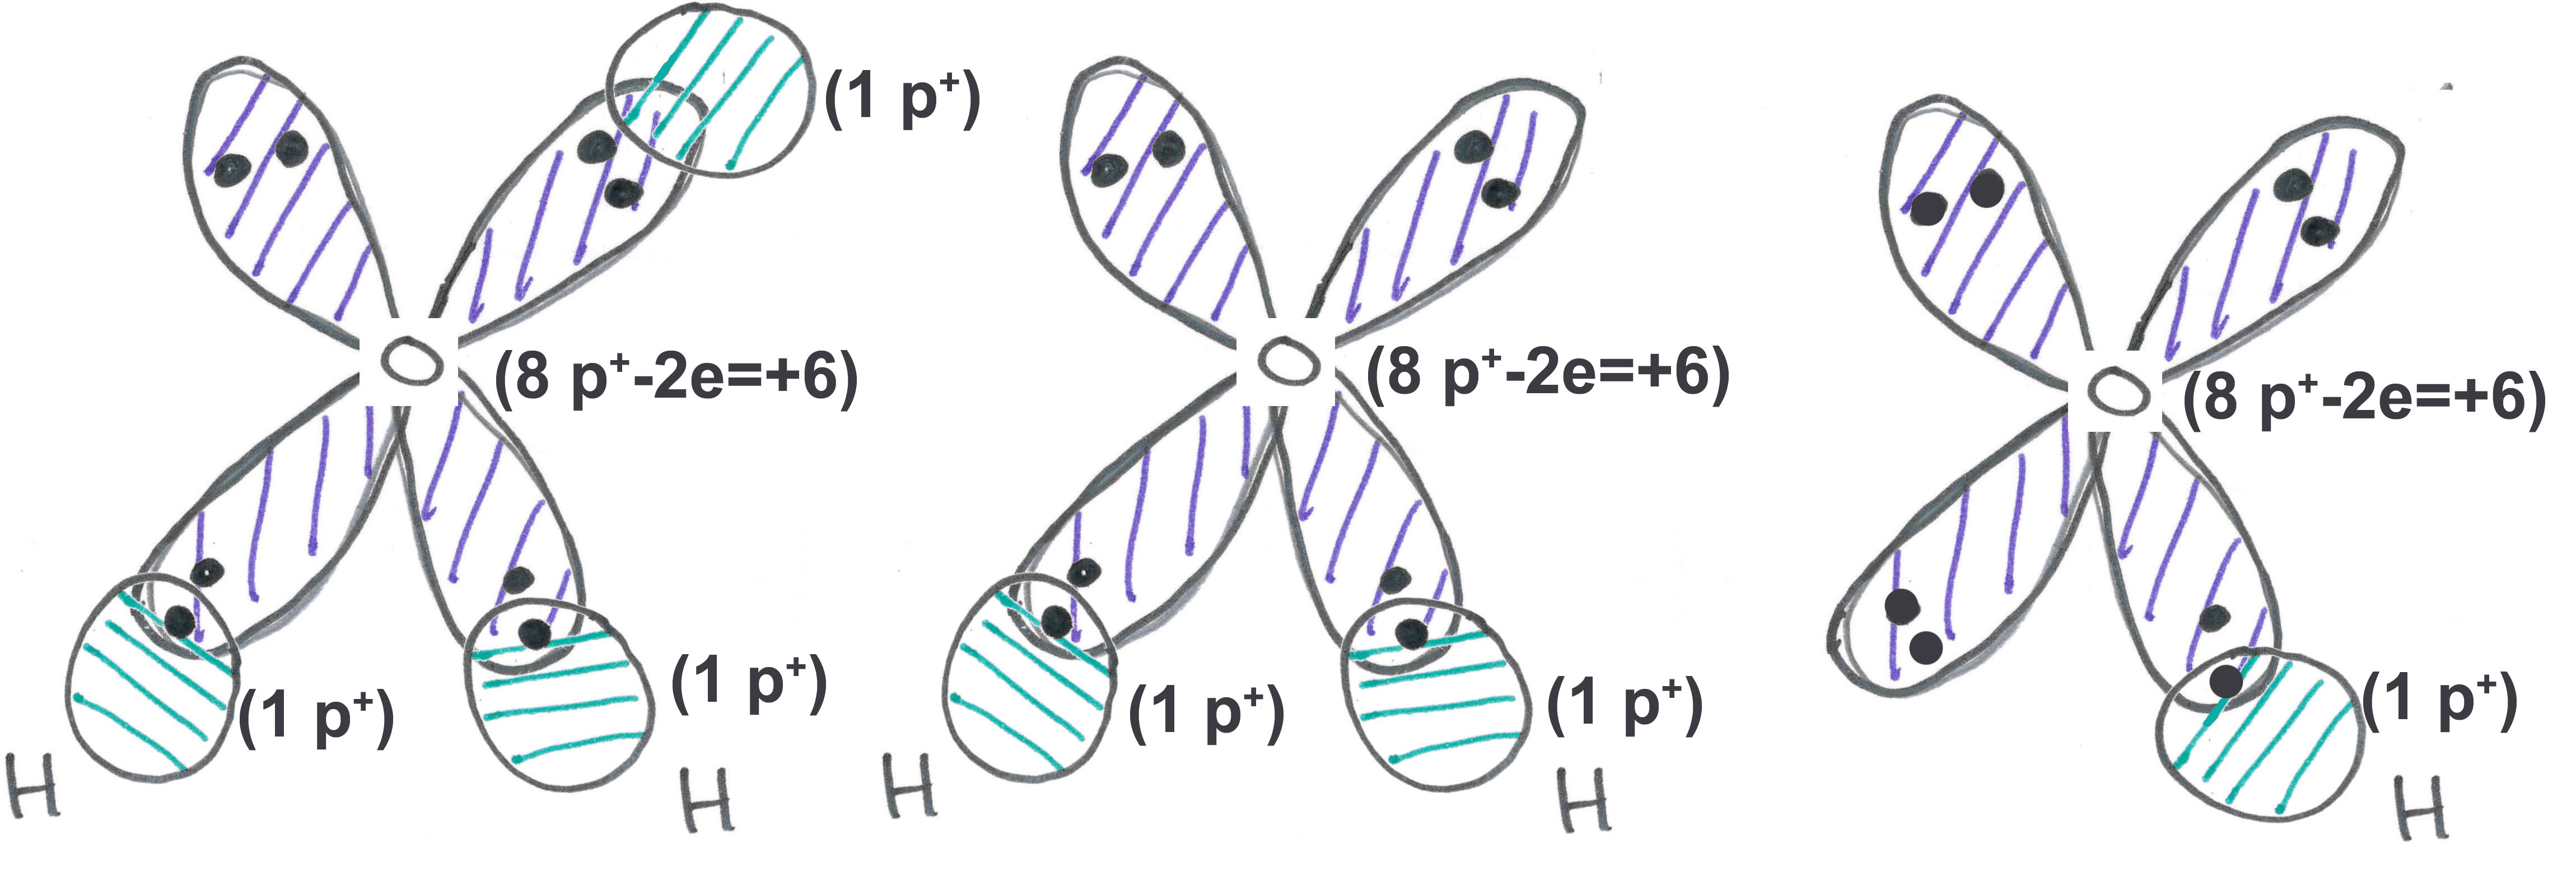 (1 p⁺)
O
(8 p⁺-2e=+6)
(1 p⁺)
(1 p⁺)
H
H
O
(8 p⁺-2e=+6)
(1 p⁺)
(1 p⁺)
H
H
O
(8 p⁺-2e=+6)
(1 p⁺)
H